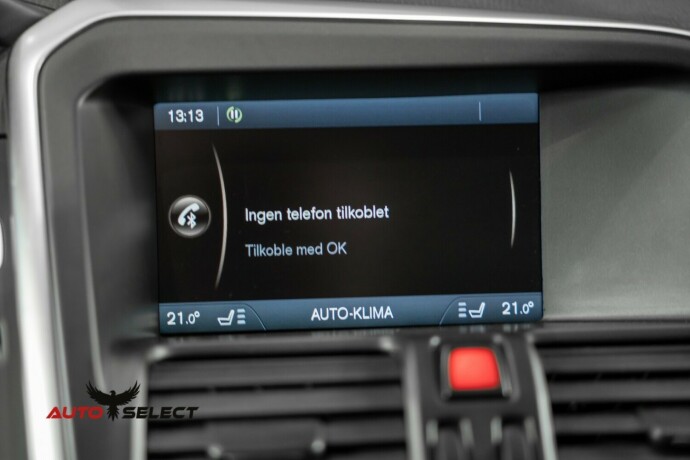 13:13
Ingen telefon tilkoblet
Tilkoble med OK
21.0° AUTO-KLIMA 21.0°
AUTO SELECT